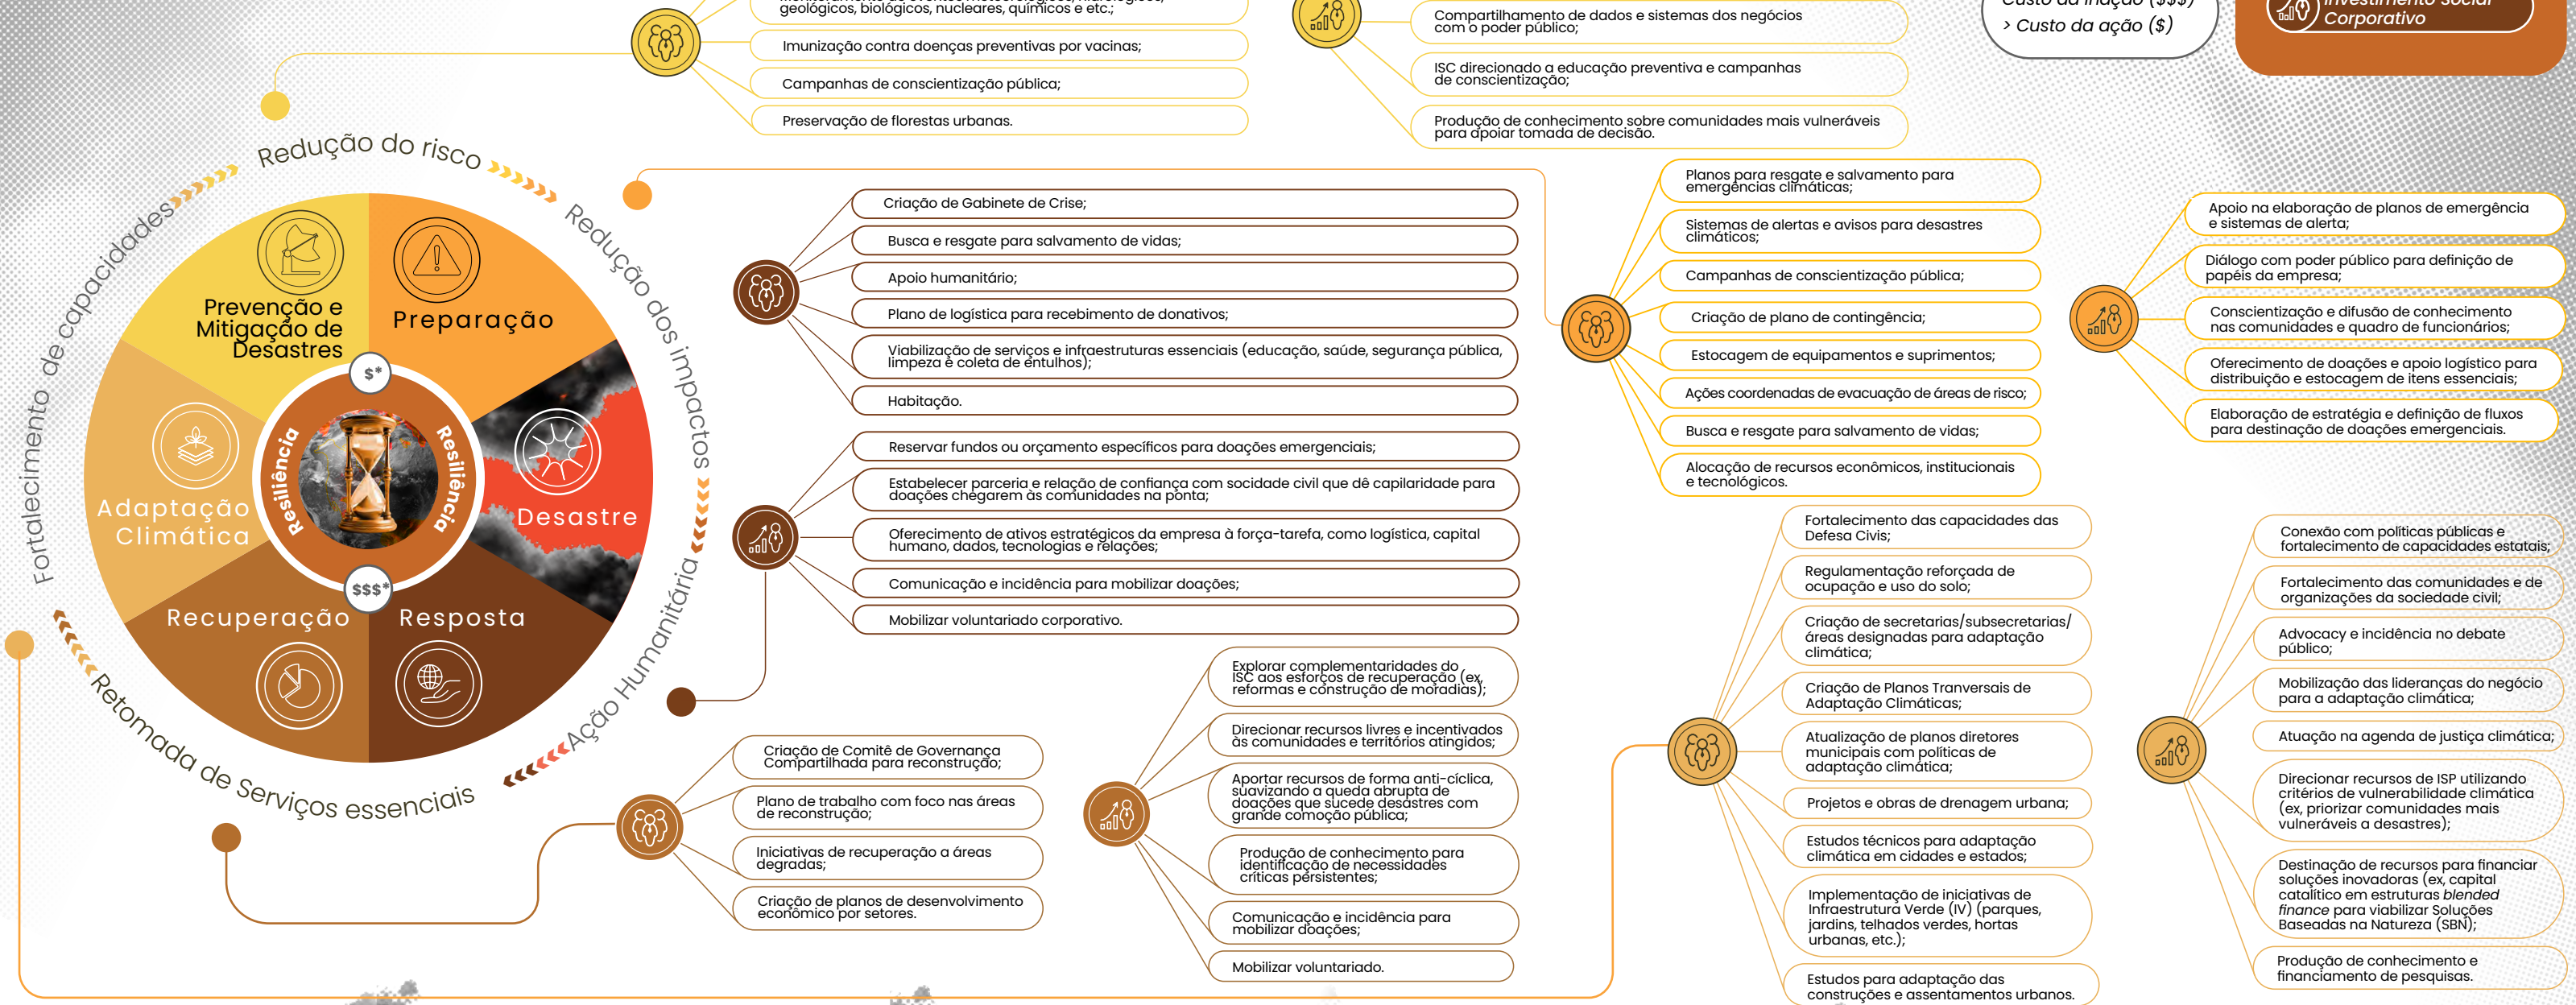 geológicos, biológicos, nucleares, químicos e etc.;
Imunização contra doenças preventivas por vacinas;
Campanhas de conscientização pública;
Preservação de florestas urbanas.
Compartilhamento de dados e sistemas dos negócios
com o poder público;
ISC direcionado a educação preventiva e campanhas
de conscientização;
Produção de conhecimento sobre comunidades mais vulneráveis
para apoiar tomada de decisão.
Custo da inação ($$$)
> Custo da ação ($)
Investimento Social
Corporativo
Redução do risco
Redução dos impactos
Ação Humanitária
Retomada de Serviços essenciais
Fortalecimento de capacidades
Prevenção e
Mitigação de
Desastres
Preparação
Desastre
Resposta
Recuperação
Adaptação
Climática
$*
$$$*
Resiliência
Resiliência
Criação de Gabinete de Crise;
Busca e resgate para salvamento de vidas;
Apoio humanitário;
Plano de logística para recebimento de donativos;
Viabilização de serviços e infraestruturas essenciais (educação, saúde, segurança pública,
limpeza e coleta de entulhos);
Habitação.
Reservar fundos ou orçamento específicos para doações emergenciais;
Estabelecer parceria e relação de confiança com socidade civil que dê capilaridade para
doações chegarem às comunidades na ponta;
Oferecimento de ativos estratégicos da empresa à força-tarefa, como logística, capital
humano, dados, tecnologias e relações;
Comunicação e incidência para mobilizar doações;
Mobilizar voluntariado corporativo.
Planos para resgate e salvamento para
emergências climáticas;
Sistemas de alertas e avisos para desastres
climáticos;
Campanhas de conscientização pública;
Criação de plano de contingência;
Estocagem de equipamentos e suprimentos;
Ações coordenadas de evacuação de áreas de risco;
Busca e resgate para salvamento de vidas;
Alocação de recursos econômicos, institucionais
e tecnológicos.
Apoio na elaboração de planos de emergência
e sistemas de alerta;
Diálogo com poder público para definição de
papéis da empresa;
Conscientização e difusão de conhecimento
nas comunidades e quadro de funcionários;
Oferecimento de doações e apoio logístico para
distribuição e estocagem de itens essenciais;
Elaboração de estratégia e definição de fluxos
para destinação de doações emergenciais.
Criação de Comitê de Governança
Compartilhada para reconstrução;
Plano de trabalho com foco nas áreas
de reconstrução;
Iniciativas de recuperação a áreas
degradas;
Criação de planos de desenvolvimento
econômico por setores.
Explorar complementaridades do
ISC aos esforços de recuperação (ex,
reformas e construção de moradias);
Direcionar recursos livres e incentivados
às comunidades e territórios atingidos;
Aportar recursos de forma anti-cíclica,
suavizando a queda abrupta de
doações que sucede desastres com
grande comoção pública;
Produção de conhecimento para
identificação de necessidades
críticas persistentes;
Comunicação e incidência para
mobilizar doações;
Mobilizar voluntariado.
Fortalecimento das capacidades das
Defesa Civis;
Regulamentação reforçada de
ocupação e uso do solo;
Criação de secretarias/subsecretarias/
áreas designadas para adaptação
climática;
Criação de Planos Tranversais de
Adaptação Climáticas;
Atualização de planos diretores
municipais com políticas de
adaptação climática;
Projetos e obras de drenagem urbana;
Estudos técnicos para adaptação
climática em cidades e estados;
Implementação de iniciativas de
Infraestrutura Verde (IV) (parques,
jardins, telhados verdes, hortas
urbanas, etc.);
Estudos para adaptação das
construções e assentamentos urbanos.
Conexão com políticas públicas e
fortalecimento de capacidades estatais;
Fortalecimento das comunidades e de
organizações da sociedade civil;
Advocacy e incidência no debate
público;
Mobilização das lideranças do negócio
para a adaptação climática;
Atuação na agenda de justiça climática;
Direcionar recursos de ISP utilizando
critérios de vulnerabilidade climática
(ex, priorizar comunidades mais
vulneráveis a desastres);
Destinação de recursos para financiar
soluções inovadoras (ex, capital
catalítico em estruturas blended
finance para viabilizar Soluções
Baseadas na Natureza (SBN);
Produção de conhecimento e
financiamento de pesquisas.